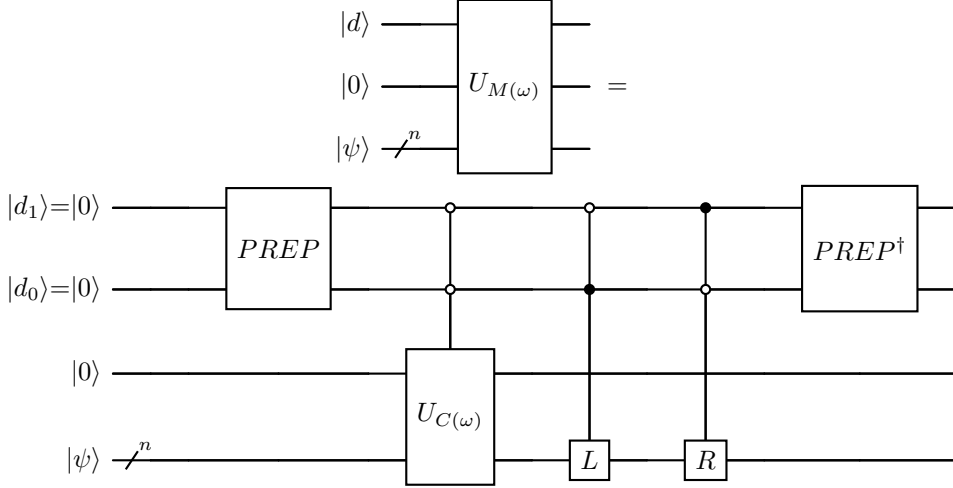 |d⟩
|0⟩ U_{M(ω)} =
|ψ⟩ n
|d₁⟩=|0⟩ PREP PREP†
|d₀⟩=|0⟩
|0⟩ U_{C(ω)}
|ψ⟩ n L R